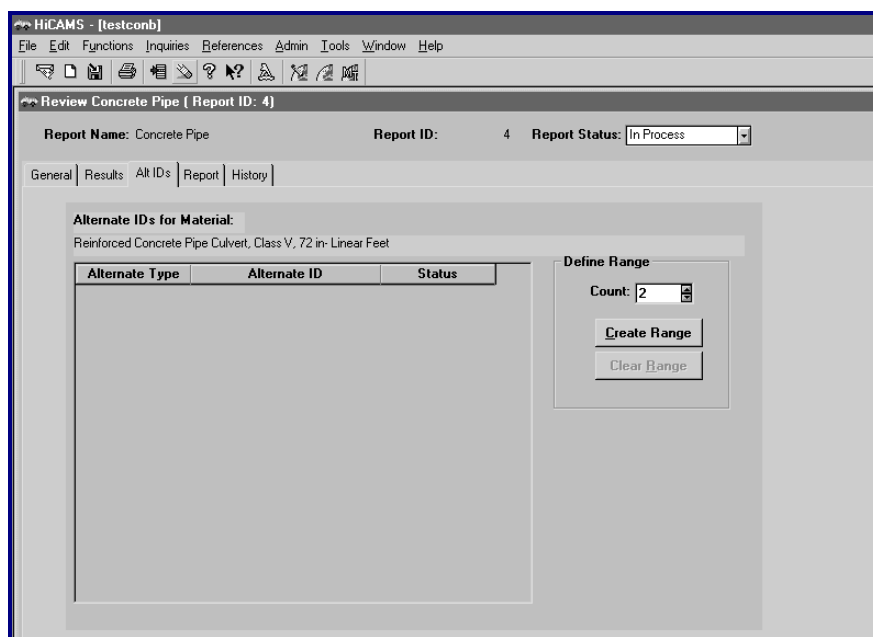 HiCAMS - [testconb]
File Edit Functions Inquiries References Admin Tools Window Help
Review Concrete Pipe ( Report ID: 4)
Report Name: Concrete Pipe Report ID: 4 Report Status: In Process
General Results Alt IDs Report History
Alternate IDs for Material:
Reinforced Concrete Pipe Culvert, Class V, 72 in- Linear Feet
Alternate Type Alternate ID Status
Define Range
Count: 2
Create Range
Clear Range